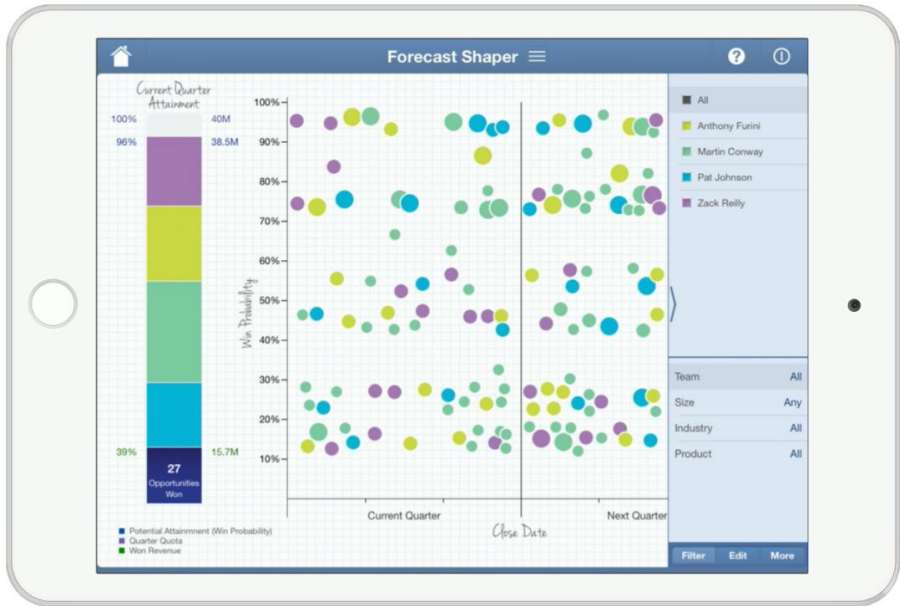 Forecast Shaper
?
Current Quarter
Attainment
100%
40M
96%
38.5M
39%
15.7M
27
Opportunities
Won
Potential Attainmnent (Win Probability)
Quarter Quota
Won Revenue
Win Probability
100%
90%
80%
70%
60%
50%
40%
30%
20%
10%
Current Quarter
Next Quarter
Close Date
All
Anthony Furini
Martin Conway
Pat Johnson
Zack Reilly
Team All
Size Any
Industry All
Product All
Filter Edit More